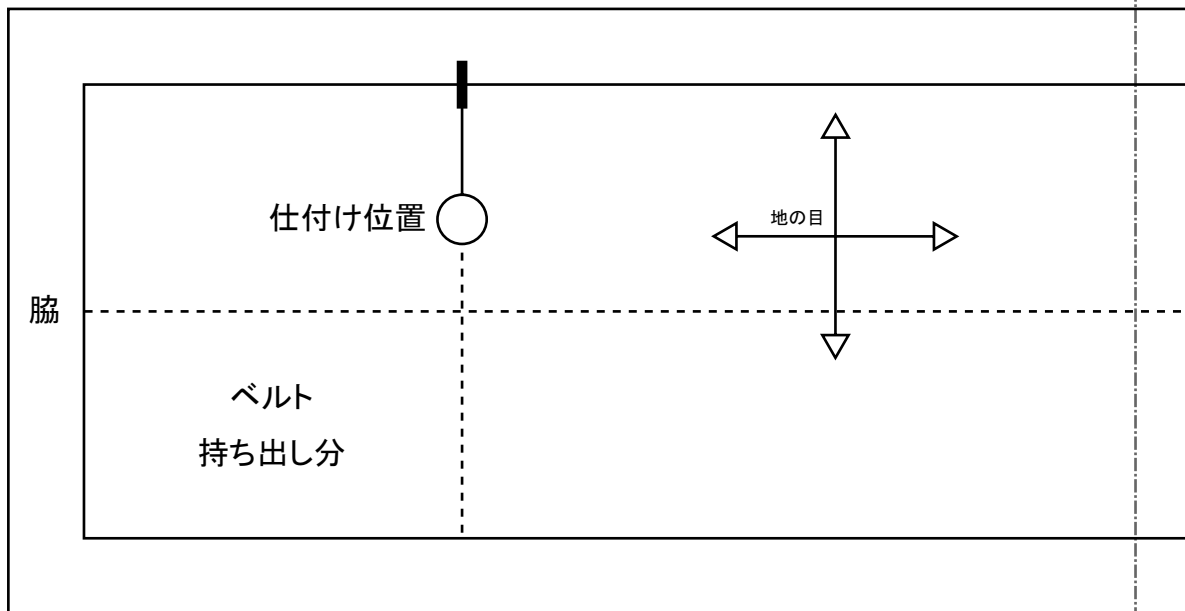 仕付け位置
地の目
脇
ベルト
持ち出し分